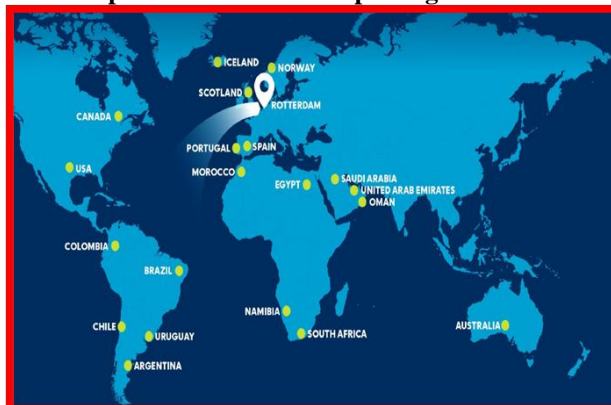 ICELAND
NORWAY
SCOTLAND
ROTTERDAM
CANADA
PORTUGAL
SPAIN
USA
MOROCCO
EGYPT
SAUDI ARABIA
UNITED ARAB EMIRATES
OMAN
COLOMBIA
BRAZIL
NAMIBIA
CHILE
URUGUAY
SOUTH AFRICA
AUSTRALIA
ARGENTINA